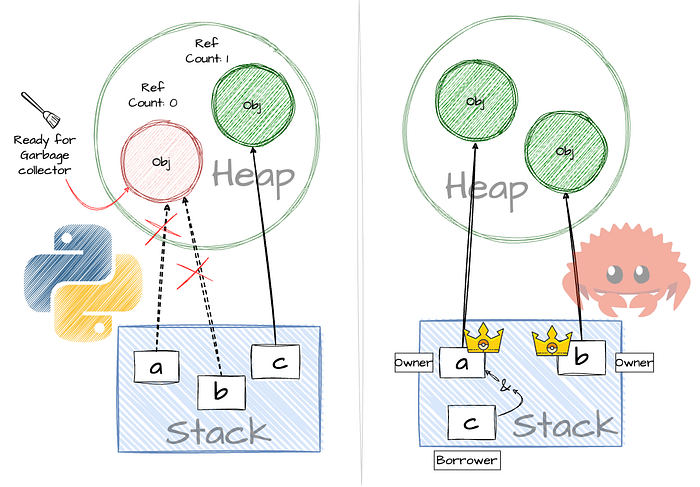 Ref
Count: 1
Ref
Count: 0
Obj
Obj
Ready for
Garbage
collector
Heap
a
b
c
Stack
Obj
Obj
Heap
Owner
a
b
Owner
&
c
Stack
Borrower